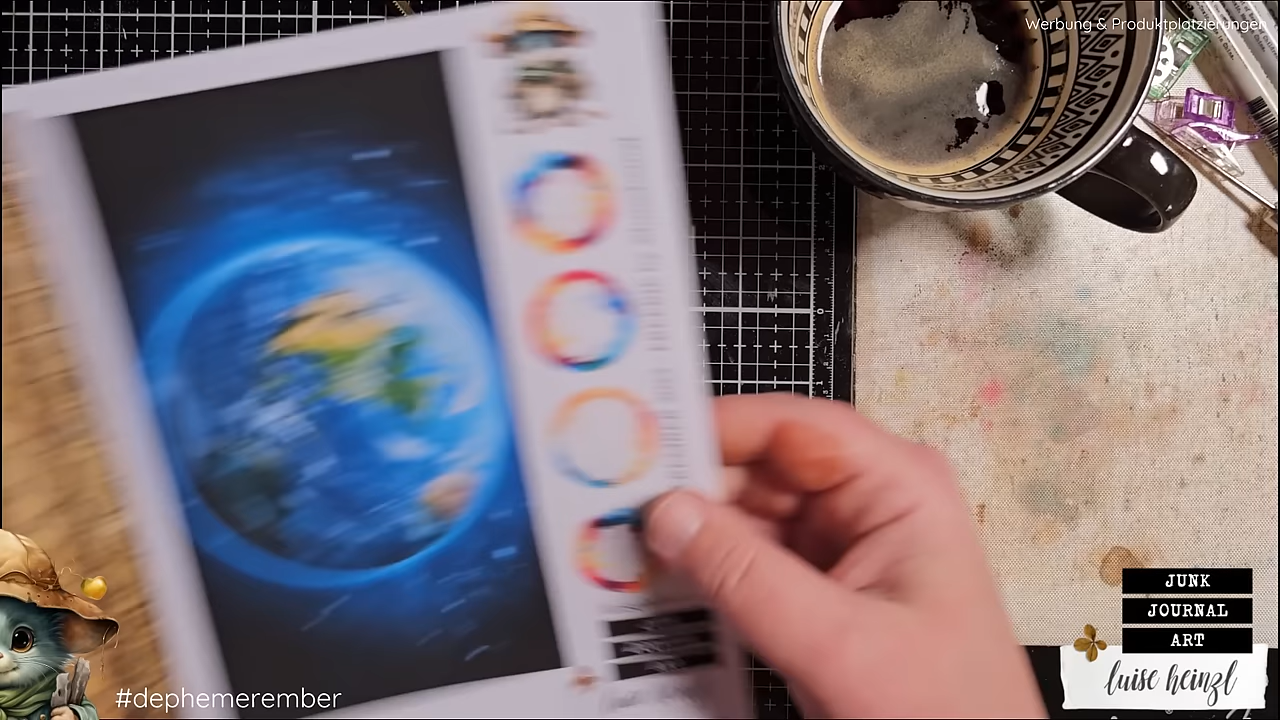 Werbung & Produktplatzierungen
JUNK
JOURNAL
ART
luise heinzl
#dephemerember